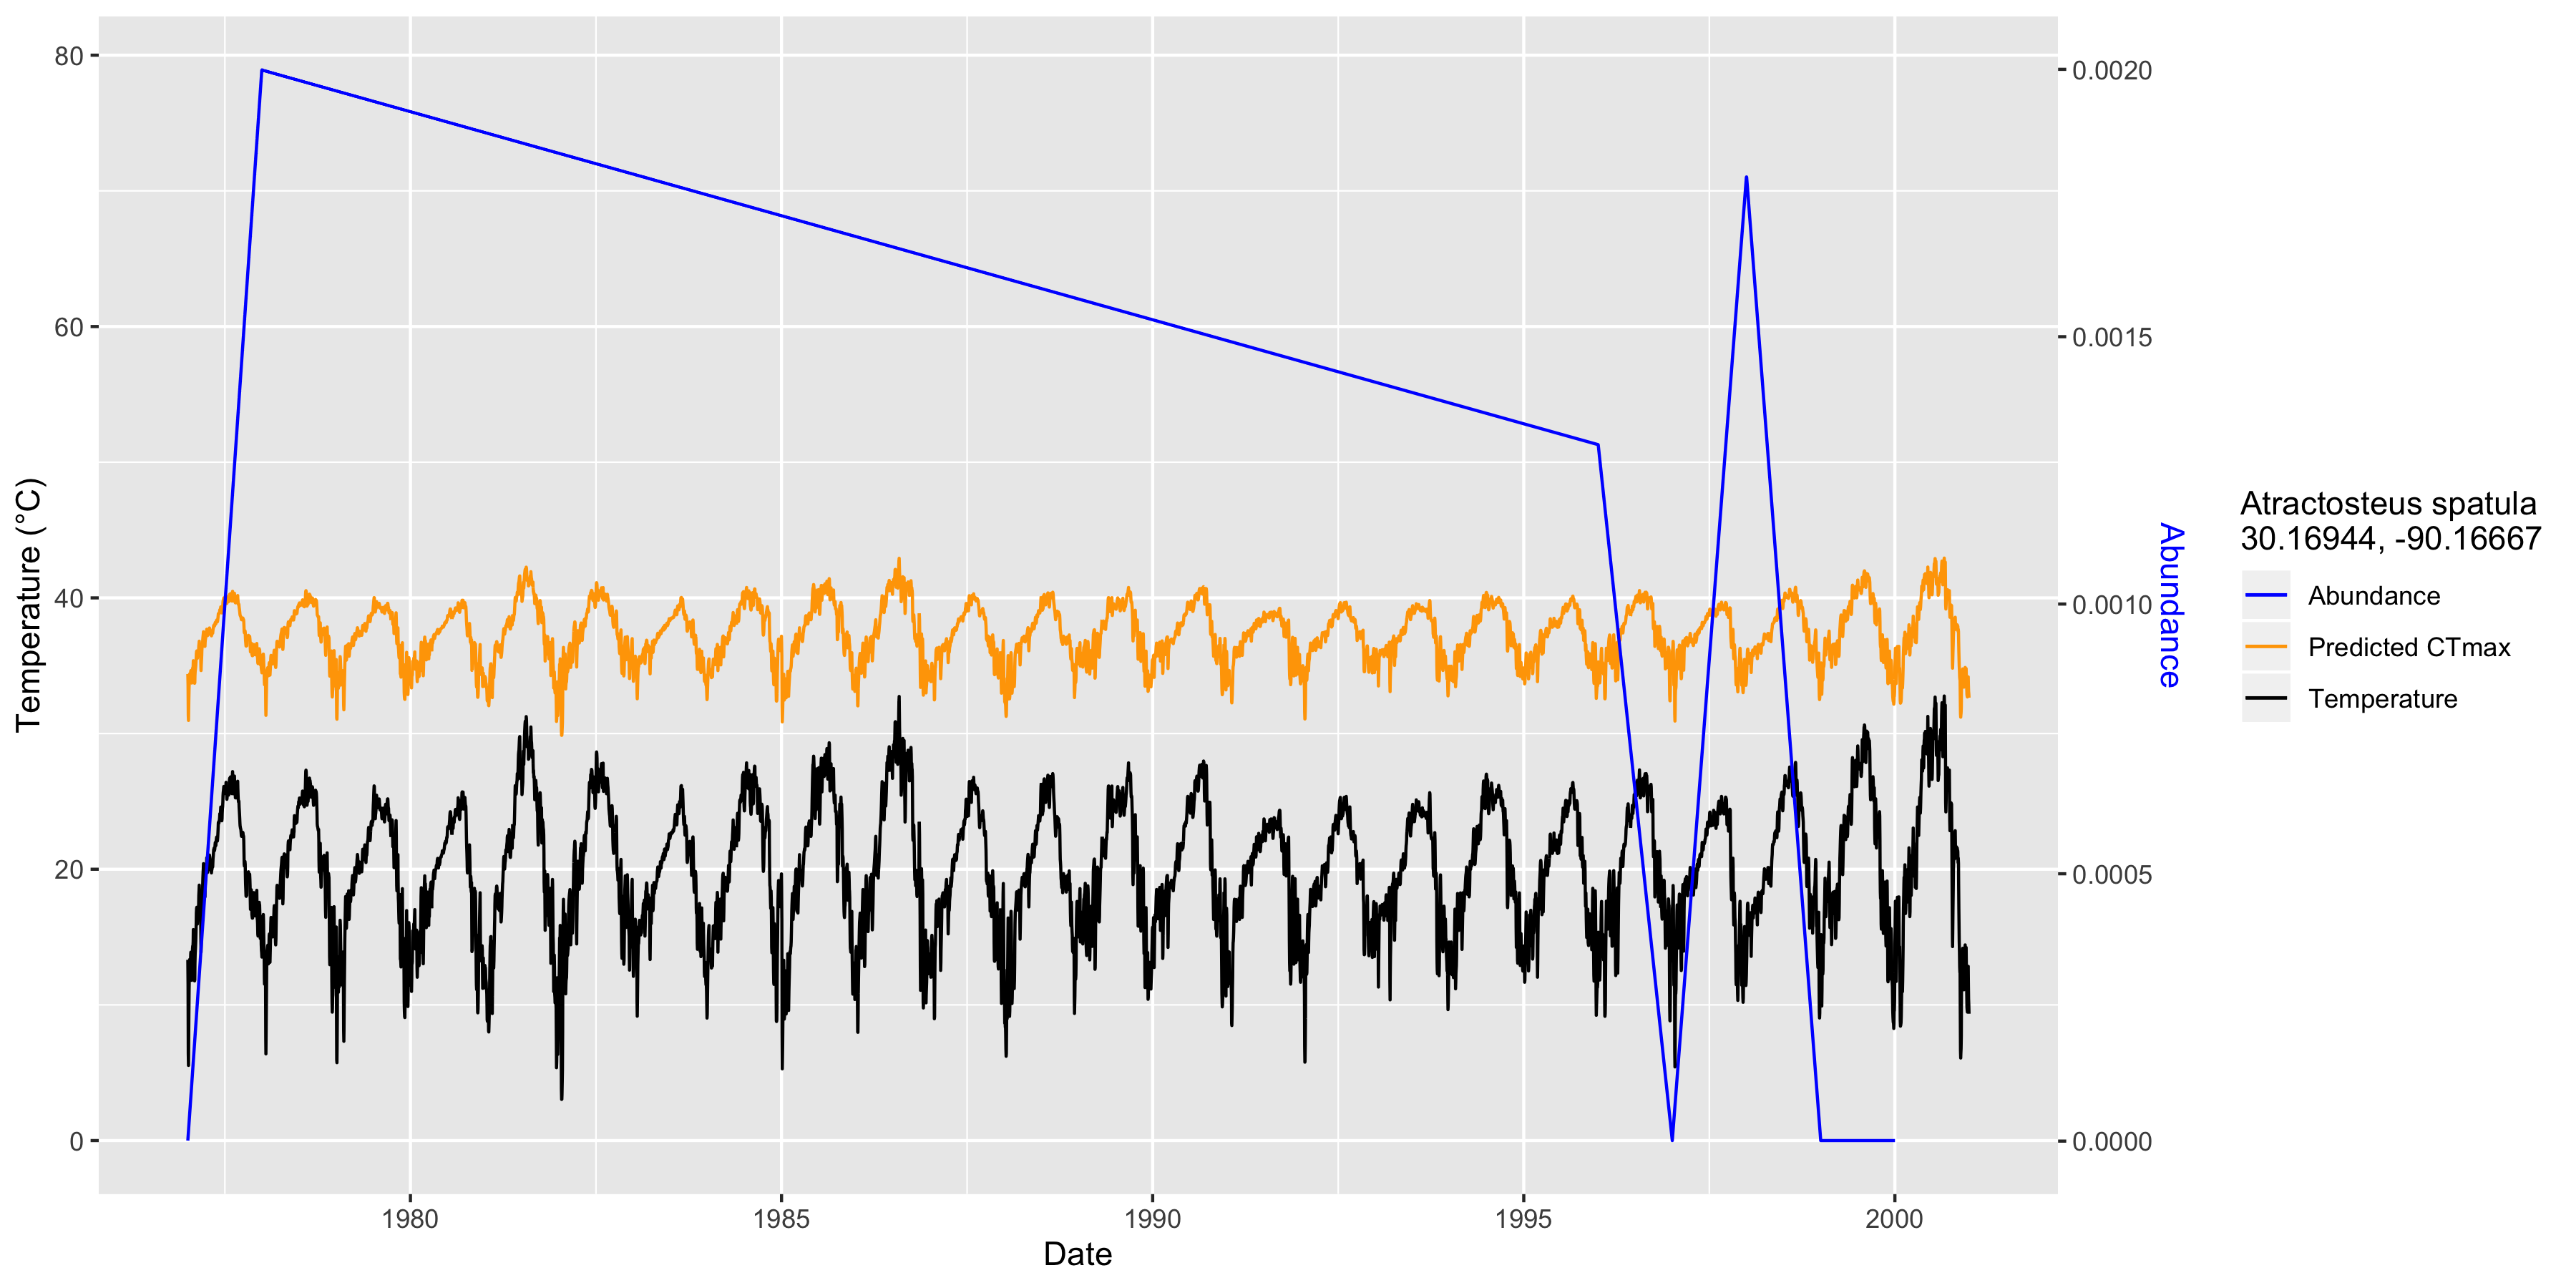 80
60
40
20
0
Temperature (°C)
1980
1985
1990
1995
2000
Date
0.0020
0.0015
0.0010
0.0005
0.0000
Abundance
Atractosteus spatula
30.16944, -90.16667
Abundance
Predicted CTmax
Temperature